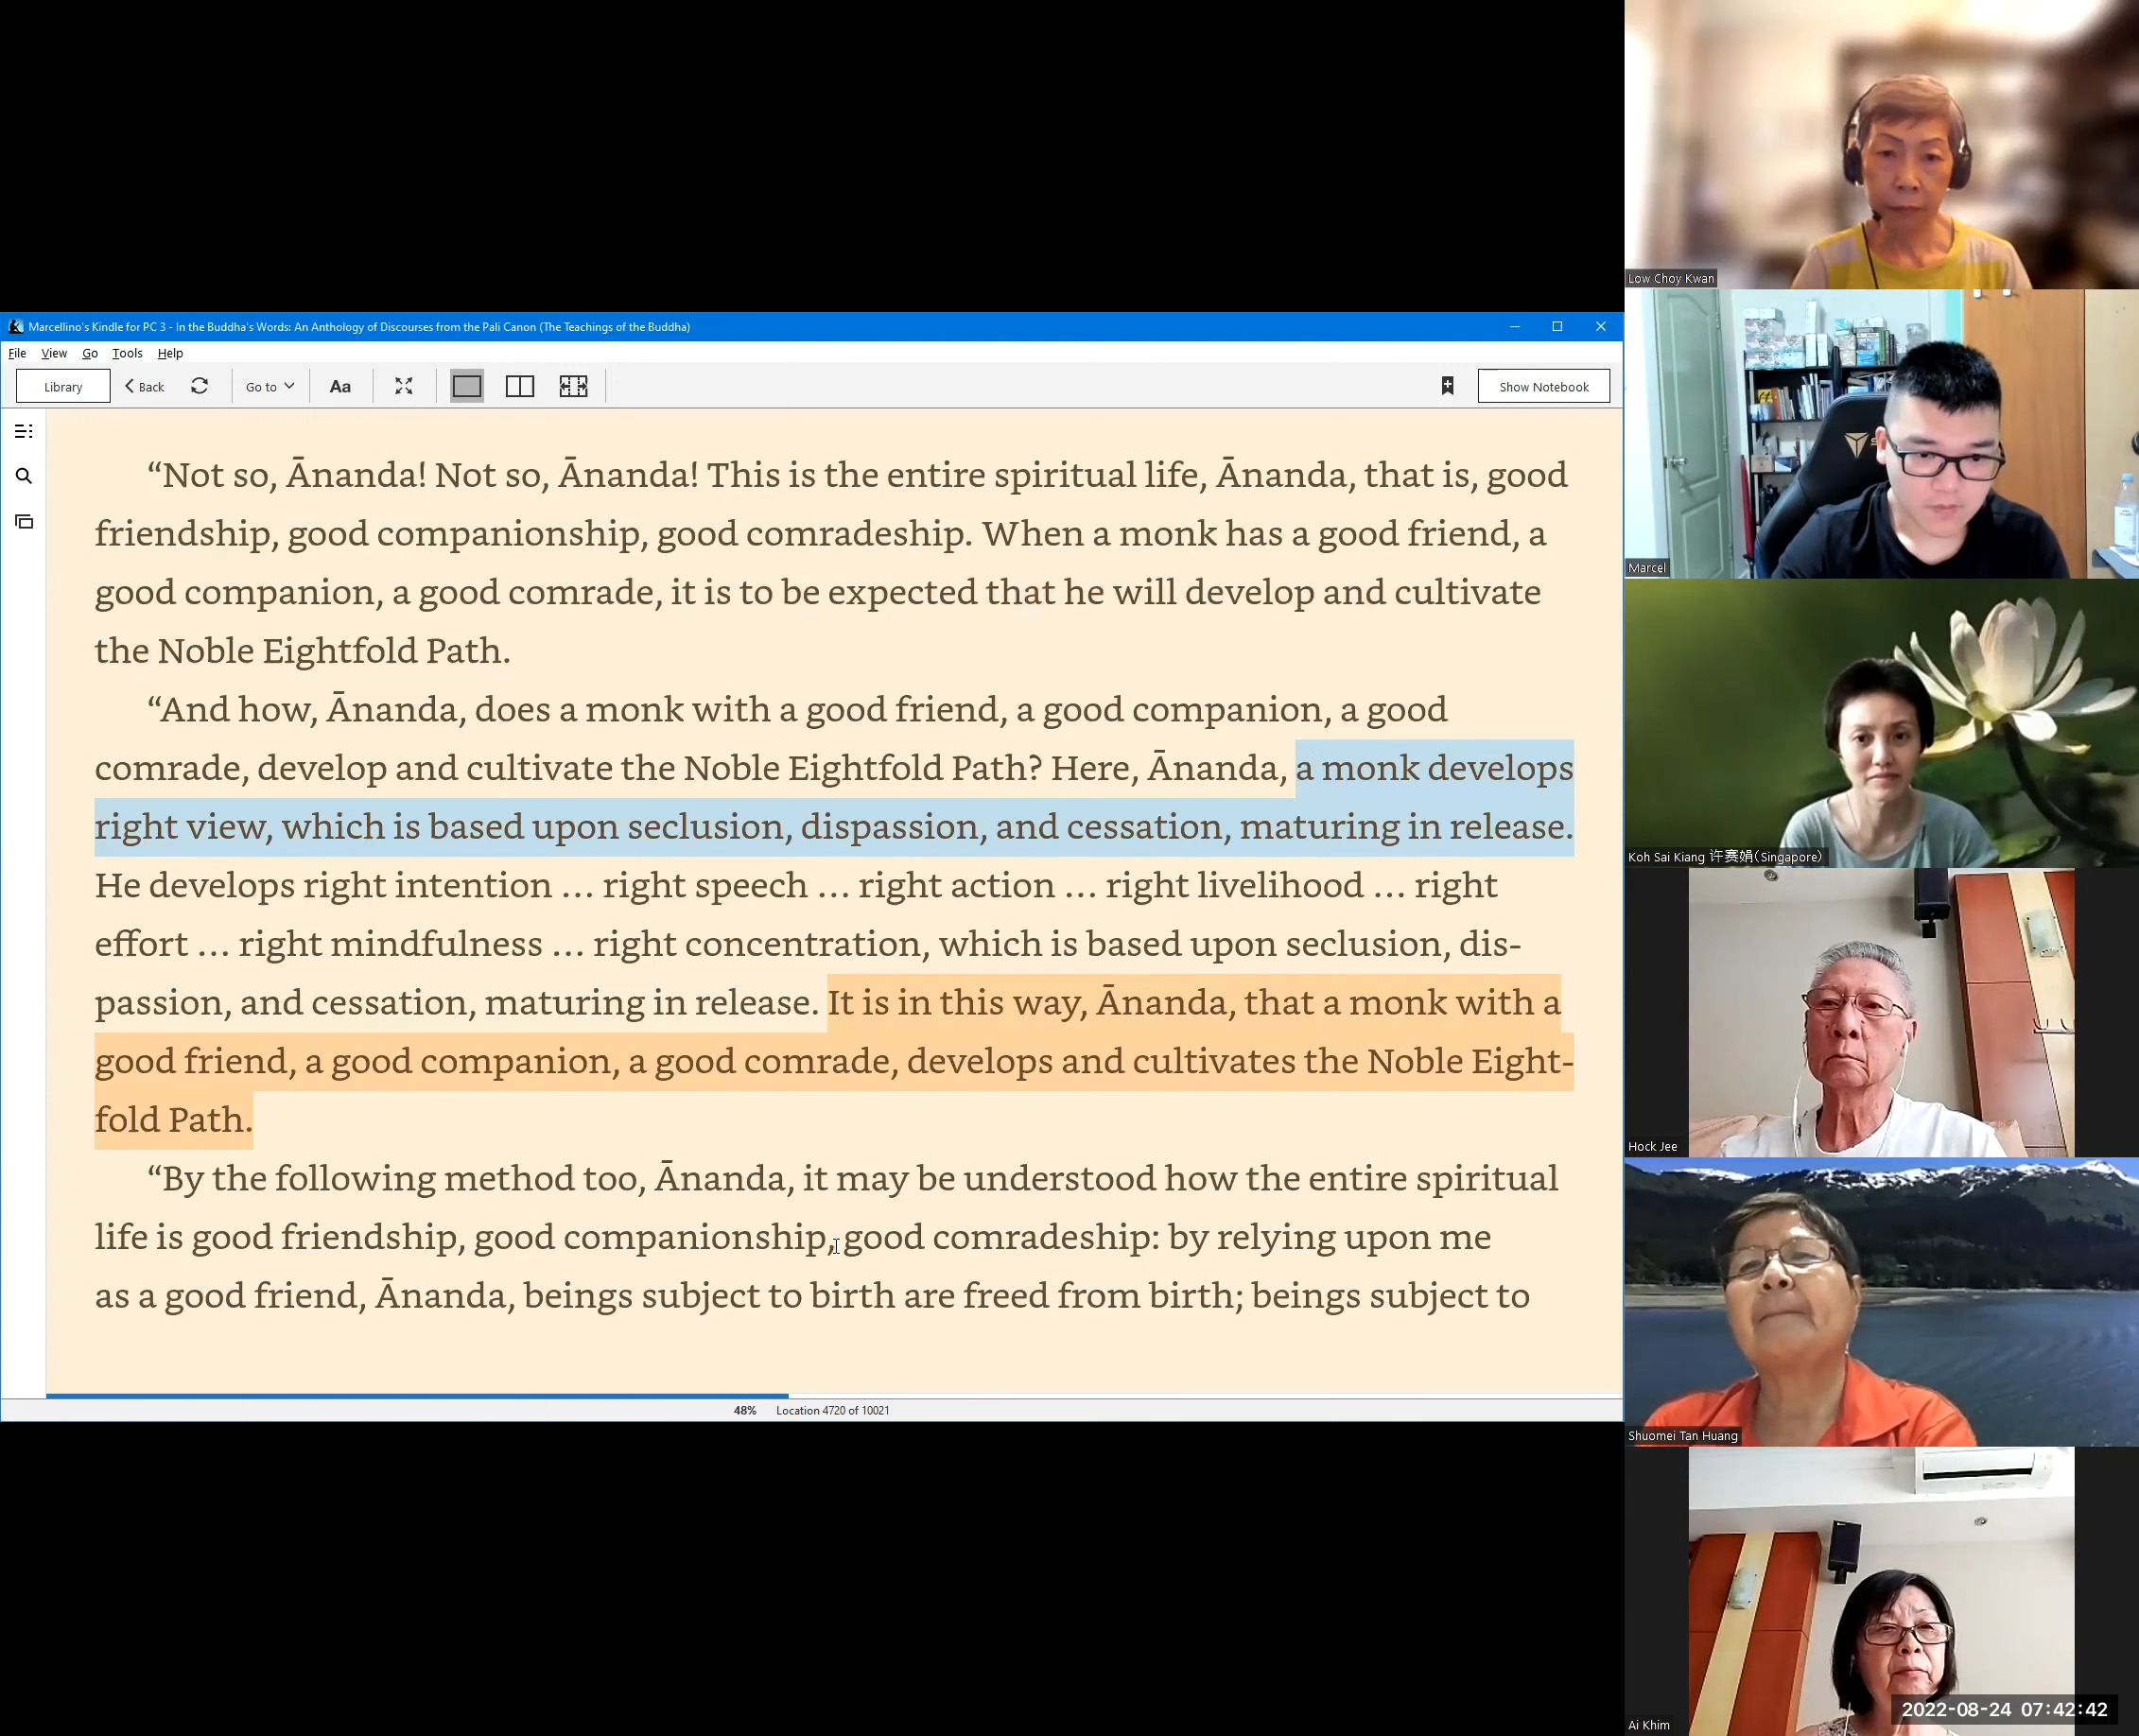 Marcellino's Kindle for PC 3 - In the Buddha's Words: An Anthology of Discourses from the Pali Canon (The Teachings of the Buddha)
File View Go Tools Help
Library Back Go to Aa Show Notebook
“Not so, Ānanda! Not so, Ānanda! This is the entire spiritual life, Ānanda, that is, good
friendship, good companionship, good comradeship. When a monk has a good friend, a
good companion, a good comrade, it is to be expected that he will develop and cultivate
the Noble Eightfold Path.
“And how, Ānanda, does a monk with a good friend, a good companion, a good
comrade, develop and cultivate the Noble Eightfold Path? Here, Ānanda, a monk develops
right view, which is based upon seclusion, dispassion, and cessation, maturing in release.
He develops right intention … right speech … right action … right livelihood … right
effort … right mindfulness … right concentration, which is based upon seclusion, dis-
passion, and cessation, maturing in release. It is in this way, Ānanda, that a monk with a
good friend, a good companion, a good comrade, develops and cultivates the Noble Eight-
fold Path.
“By the following method too, Ānanda, it may be understood how the entire spiritual
life is good friendship, good companionship, good comradeship: by relying upon me
as a good friend, Ānanda, beings subject to birth are freed from birth; beings subject to
48% Location 4720 of 10021
Low Choy Kwan
Marcel
Koh Sai Kiang 许赛娟(Singapore)
Hock Jee
Shuomei Tan Huang
Ai Khim
2022-08-24 07:42:42